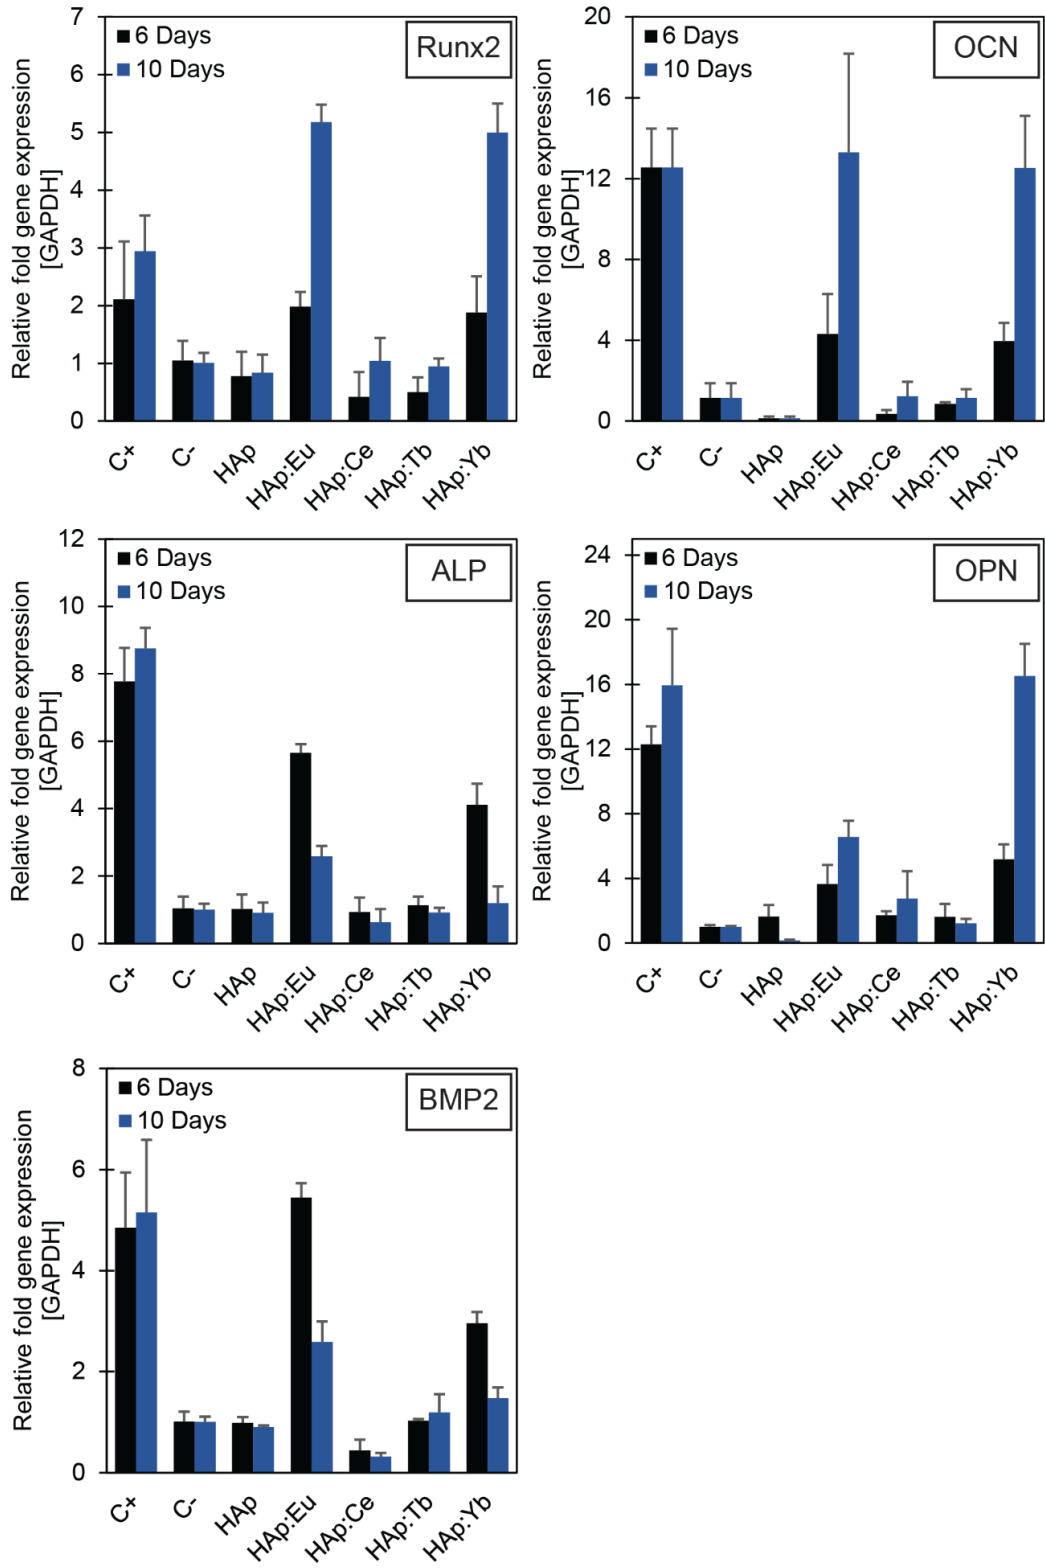 7
6
5
4
3
2
1
0
Relative fold gene expression
[GAPDH]
6 Days
10 Days
Runx2
C+
C-
HAp
HAp:Eu
HAp:Ce
HAp:Tb
HAp:Yb
20
16
12
8
4
0
Relative fold gene expression
[GAPDH]
6 Days
10 Days
OCN
C+
C-
HAp
HAp:Eu
HAp:Ce
HAp:Tb
HAp:Yb
12
10
8
6
4
2
0
Relative fold gene expression
[GAPDH]
6 Days
10 Days
ALP
C+
C-
HAp
HAp:Eu
HAp:Ce
HAp:Tb
HAp:Yb
24
20
16
12
8
4
0
Relative fold gene expression
[GAPDH]
6 Days
10 Days
OPN
C+
C-
HAp
HAp:Eu
HAp:Ce
HAp:Tb
HAp:Yb
8
6
4
2
0
Relative fold gene expression
[GAPDH]
6 Days
10 Days
BMP2
C+
C-
HAp
HAp:Eu
HAp:Ce
HAp:Tb
HAp:Yb